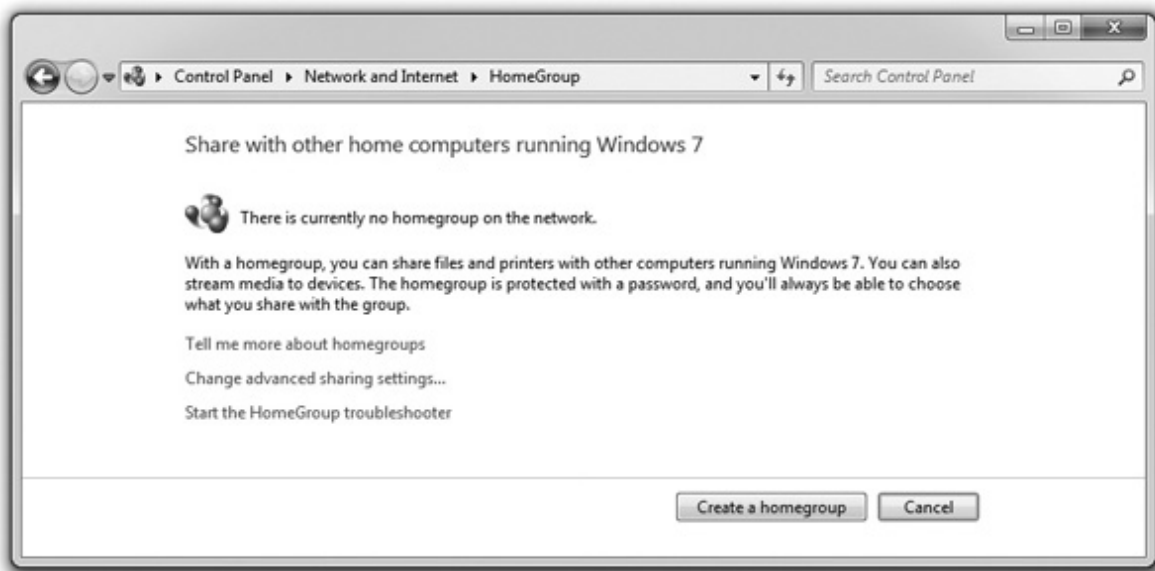 Control Panel ▸ Network and Internet ▸ HomeGroup
Search Control Panel
Share with other home computers running Windows 7
There is currently no homegroup on the network.
With a homegroup, you can share files and printers with other computers running Windows 7. You can also
stream media to devices. The homegroup is protected with a password, and you'll always be able to choose
what you share with the group.
Tell me more about homegroups
Change advanced sharing settings...
Start the HomeGroup troubleshooter
Create a homegroup
Cancel